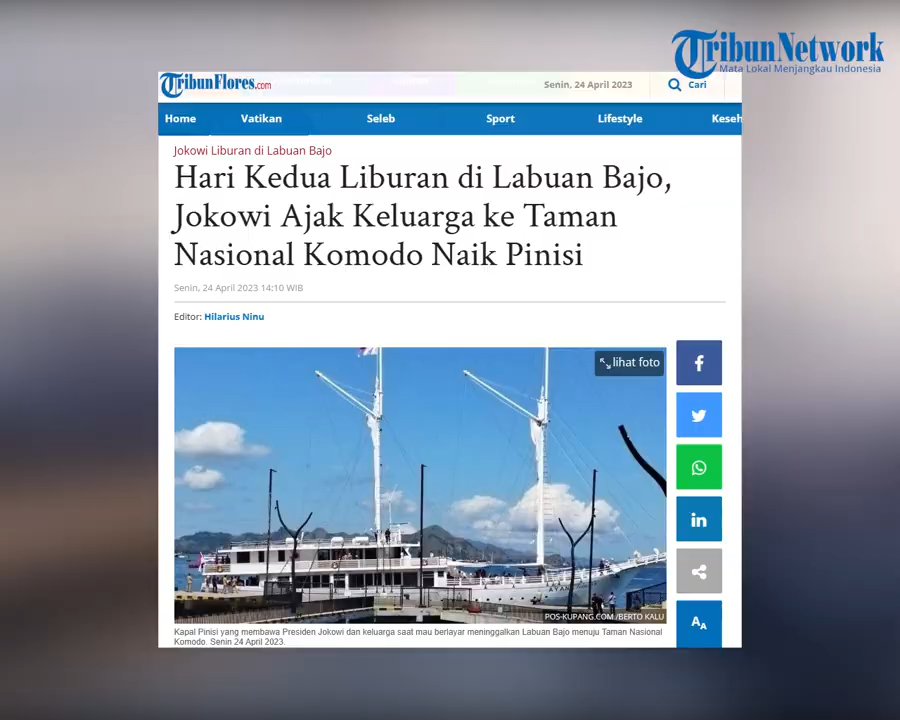 TribunNetwork
Mata Lokal Menjangkau Indonesia
TribunFlores.com
Senin, 24 April 2023
Cari
Home
Vatikan
Seleb
Sport
Lifestyle
Keseh
Jokowi Liburan di Labuan Bajo
Hari Kedua Liburan di Labuan Bajo,
Jokowi Ajak Keluarga ke Taman
Nasional Komodo Naik Pinisi
Senin, 24 April 2023 14:10 WIB
Editor: Hilarius Ninu
lihat foto
POS-KUPANG.COM /BERTO KALU
Kapal Pinisi yang membawa Presiden Jokowi dan keluarga saat mau berlayar meninggalkan Labuan Bajo menuju Taman Nasional
Komodo. Senin 24 April 2023.
AA